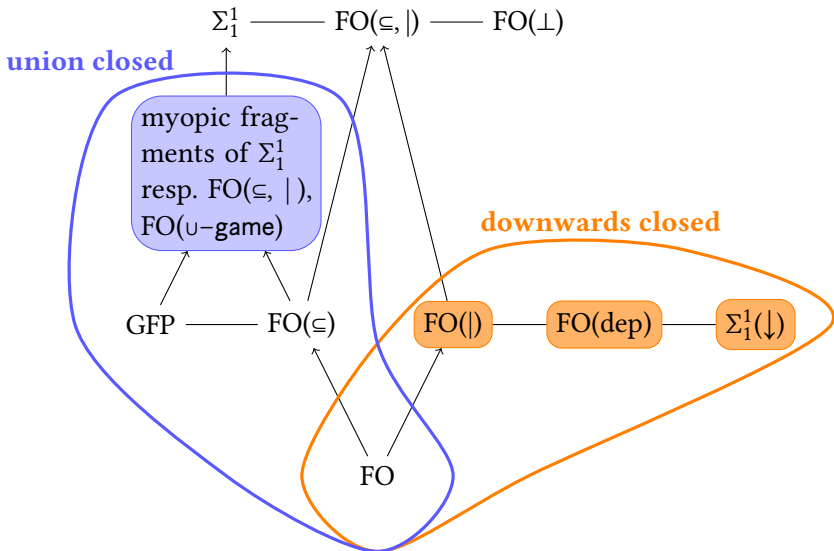 Σ₁¹ FO(⊆, |) FO(⊥)
union closed
myopic frag-
ments of Σ₁¹
resp. FO(⊆, | ),
FO(∪−game)
downwards closed
GFP FO(⊆) FO(|) FO(dep) Σ₁¹(↓)
FO